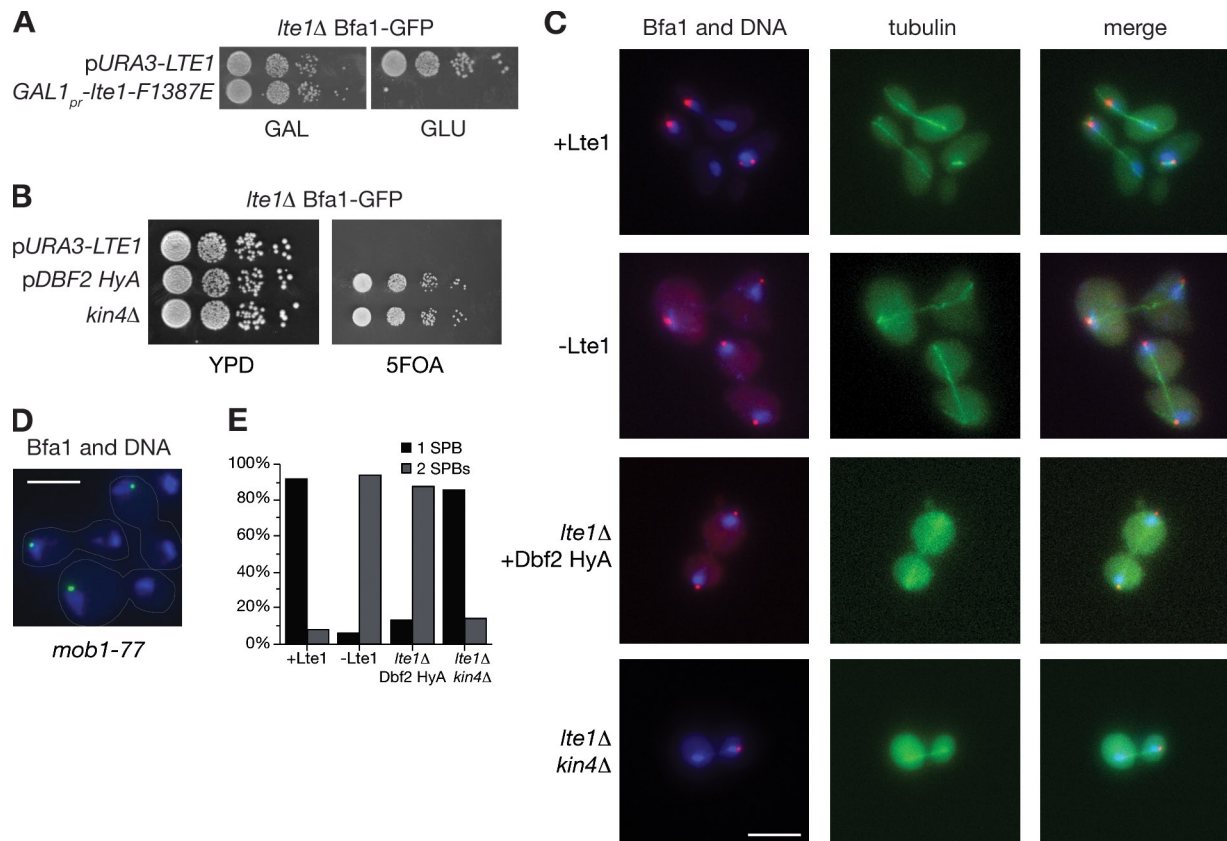 A
lte1Δ Bfa1-GFP
pURA3-LTE1
GAL1pr-lte1-F1387E
GAL
GLU
B
lte1Δ Bfa1-GFP
pURA3-LTE1
pDBF2 HyA
kin4Δ
YPD
5FOA
C
Bfa1 and DNA
tubulin
merge
+Lte1
-Lte1
lte1Δ
+Dbf2 HyA
lte1Δ
kin4Δ
D
Bfa1 and DNA
mob1-77
E
1 SPB
2 SPBs
100%
80%
60%
40%
20%
0%
+Lte1
-Lte1
lte1Δ
Dbf2 HyA
lte1Δ
kin4Δ